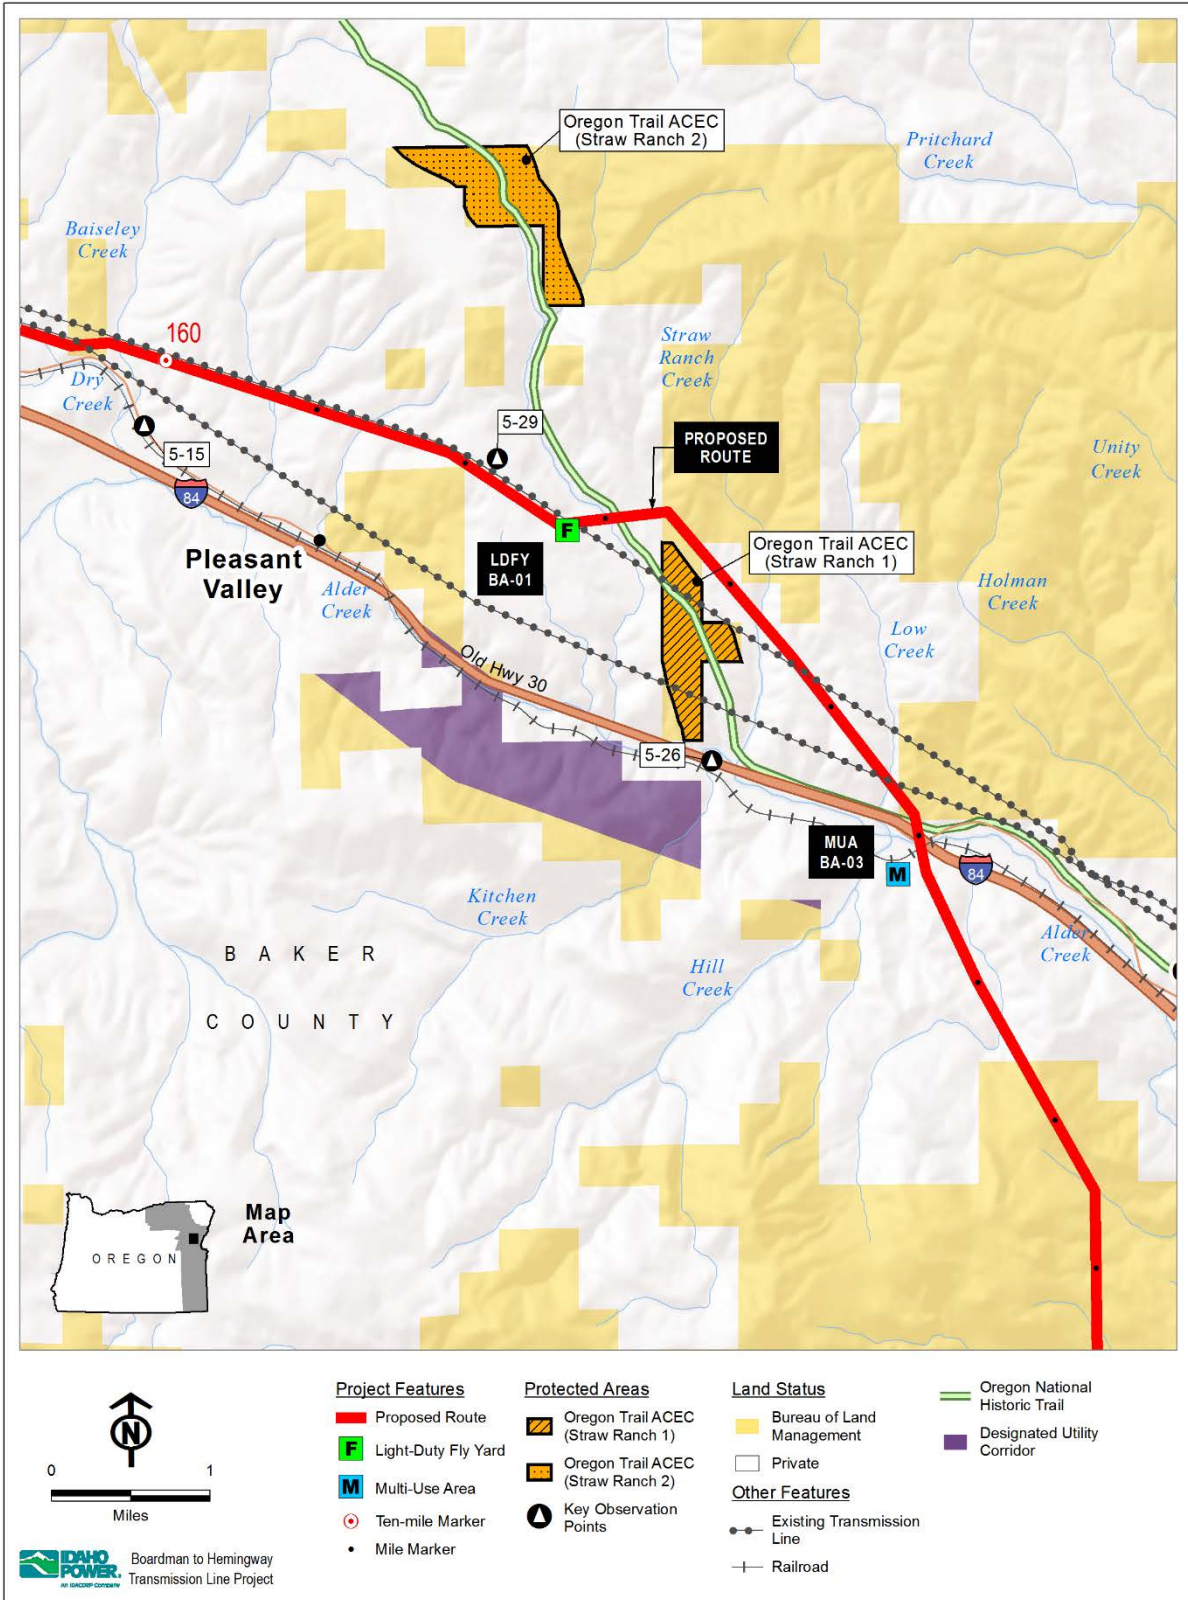 Oregon Trail ACEC
(Straw Ranch 2)
Pritchard
Creek
Baiseley
Creek
160
Straw
Ranch
Creek
Dry
Creek
5-29
PROPOSED
ROUTE
5-15
84
Unity
Creek
F
Oregon Trail ACEC
(Straw Ranch 1)
LDFY
BA-01
Pleasant
Valley
Alder
Creek
Holman
Creek
Low
Creek
Old Hwy 30
5-26
MUA
BA-03
M
84
Kitchen
Creek
Alder
Creek
Hill
Creek
BAKER
COUNTY
Map
Area
OREGON
N
0 1
Miles
IDAHO
POWER.
An IDACORP Company
Boardman to Hemingway
Transmission Line Project
Project Features
Proposed Route
F Light-Duty Fly Yard
M Multi-Use Area
Ten-mile Marker
Mile Marker
Protected Areas
Oregon Trail ACEC
(Straw Ranch 1)
Oregon Trail ACEC
(Straw Ranch 2)
Key Observation
Points
Land Status
Bureau of Land
Management
Private
Other Features
Existing Transmission
Line
Railroad
Oregon National
Historic Trail
Designated Utility
Corridor